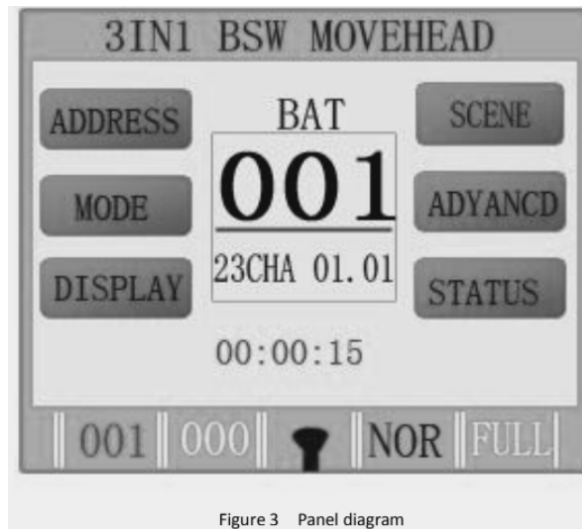 3IN1 BSW MOVEHEAD
ADDRESS
BAT
SCENE
001
MODE
ADYANCD
23CHA 01.01
DISPLAY
STATUS
00:00:15
001 000 NOR FULL
Figure 3 Panel diagram